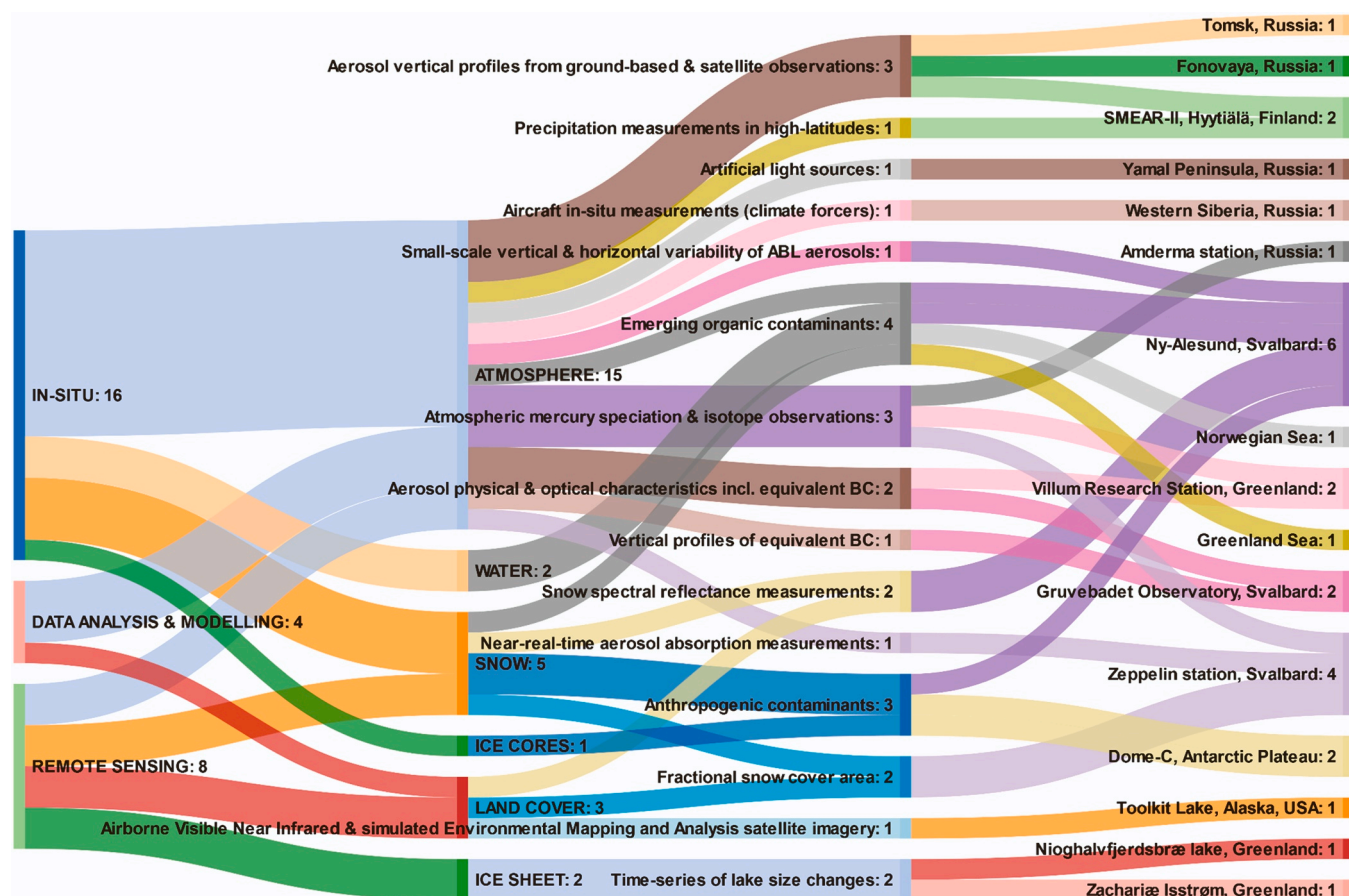 IN-SITU: 16
DATA ANALYSIS & MODELLING: 4
REMOTE SENSING: 8
ATMOSPHERE: 15
WATER: 2
SNOW: 5
ICE CORES: 1
LAND COVER: 3
ICE SHEET: 2
Aerosol vertical profiles from ground-based & satellite observations: 3
Precipitation measurements in high-latitudes: 1
Artificial light sources: 1
Aircraft in-situ measurements (climate forcers): 1
Small-scale vertical & horizontal variability of ABL aerosols: 1
Emerging organic contaminants: 4
Atmospheric mercury speciation & isotope observations: 3
Aerosol physical & optical characteristics incl. equivalent BC: 2
Vertical profiles of equivalent BC: 1
Snow spectral reflectance measurements: 2
Near-real-time aerosol absorption measurements: 1
Anthropogenic contaminants: 3
Fractional snow cover area: 2
Airborne Visible Near Infrared & simulated Environmental Mapping and Analysis satellite imagery: 1
Time-series of lake size changes: 2
Tomsk, Russia: 1
Fonovaya, Russia: 1
SMEAR-II, Hyytiälä, Finland: 2
Yamal Peninsula, Russia: 1
Western Siberia, Russia: 1
Amderma station, Russia: 1
Ny-Alesund, Svalbard: 6
Norwegian Sea: 1
Villum Research Station, Greenland: 2
Greenland Sea: 1
Gruvebadet Observatory, Svalbard: 2
Zeppelin station, Svalbard: 4
Dome-C, Antarctic Plateau: 2
Toolkit Lake, Alaska, USA: 1
Nioghalvfjerdsbræ lake, Greenland: 1
Zachariæ Isstrøm, Greenland: 1